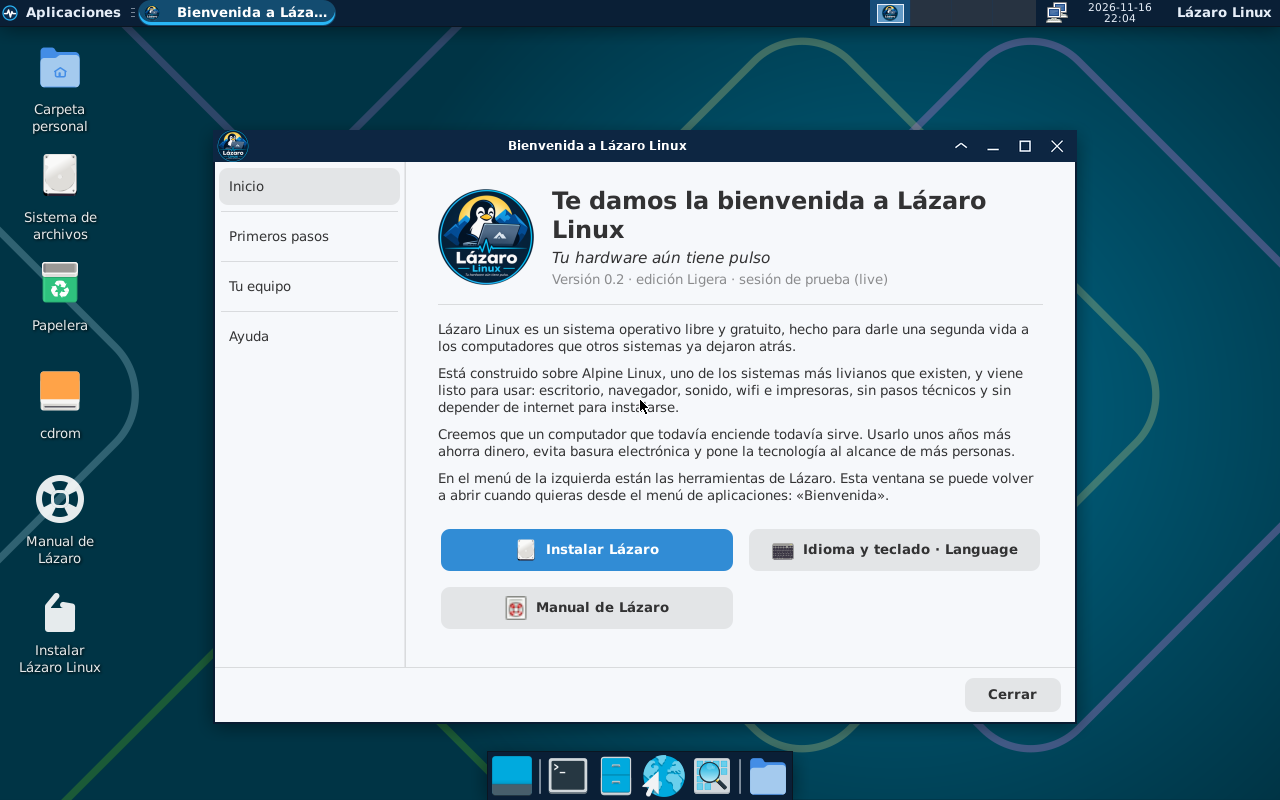 Aplicaciones
Bienvenida a Láza...
2026-11-16
22:04
Lázaro Linux
Carpeta
personal
Sistema de
archivos
Papelera
cdrom
Manual de
Lázaro
Instalar
Lázaro Linux
Bienvenida a Lázaro Linux
Inicio
Primeros pasos
Tu equipo
Ayuda
Lázaro
Linux
Te damos la bienvenida a Lázaro
Linux
Tu hardware aún tiene pulso
Versión 0.2 · edición Ligera · sesión de prueba (live)
Lázaro Linux es un sistema operativo libre y gratuito, hecho para darle una segunda vida a
los computadores que otros sistemas ya dejaron atrás.
Está construido sobre Alpine Linux, uno de los sistemas más livianos que existen, y viene
listo para usar: escritorio, navegador, sonido, wifi e impresoras, sin pasos técnicos y sin
depender de internet para instalarse.
Creemos que un computador que todavía enciende todavía sirve. Usarlo unos años más
ahorra dinero, evita basura electrónica y pone la tecnología al alcance de más personas.
En el menú de la izquierda están las herramientas de Lázaro. Esta ventana se puede volver
a abrir cuando quieras desde el menú de aplicaciones: «Bienvenida».
Instalar Lázaro
Idioma y teclado · Language
Manual de Lázaro
Cerrar